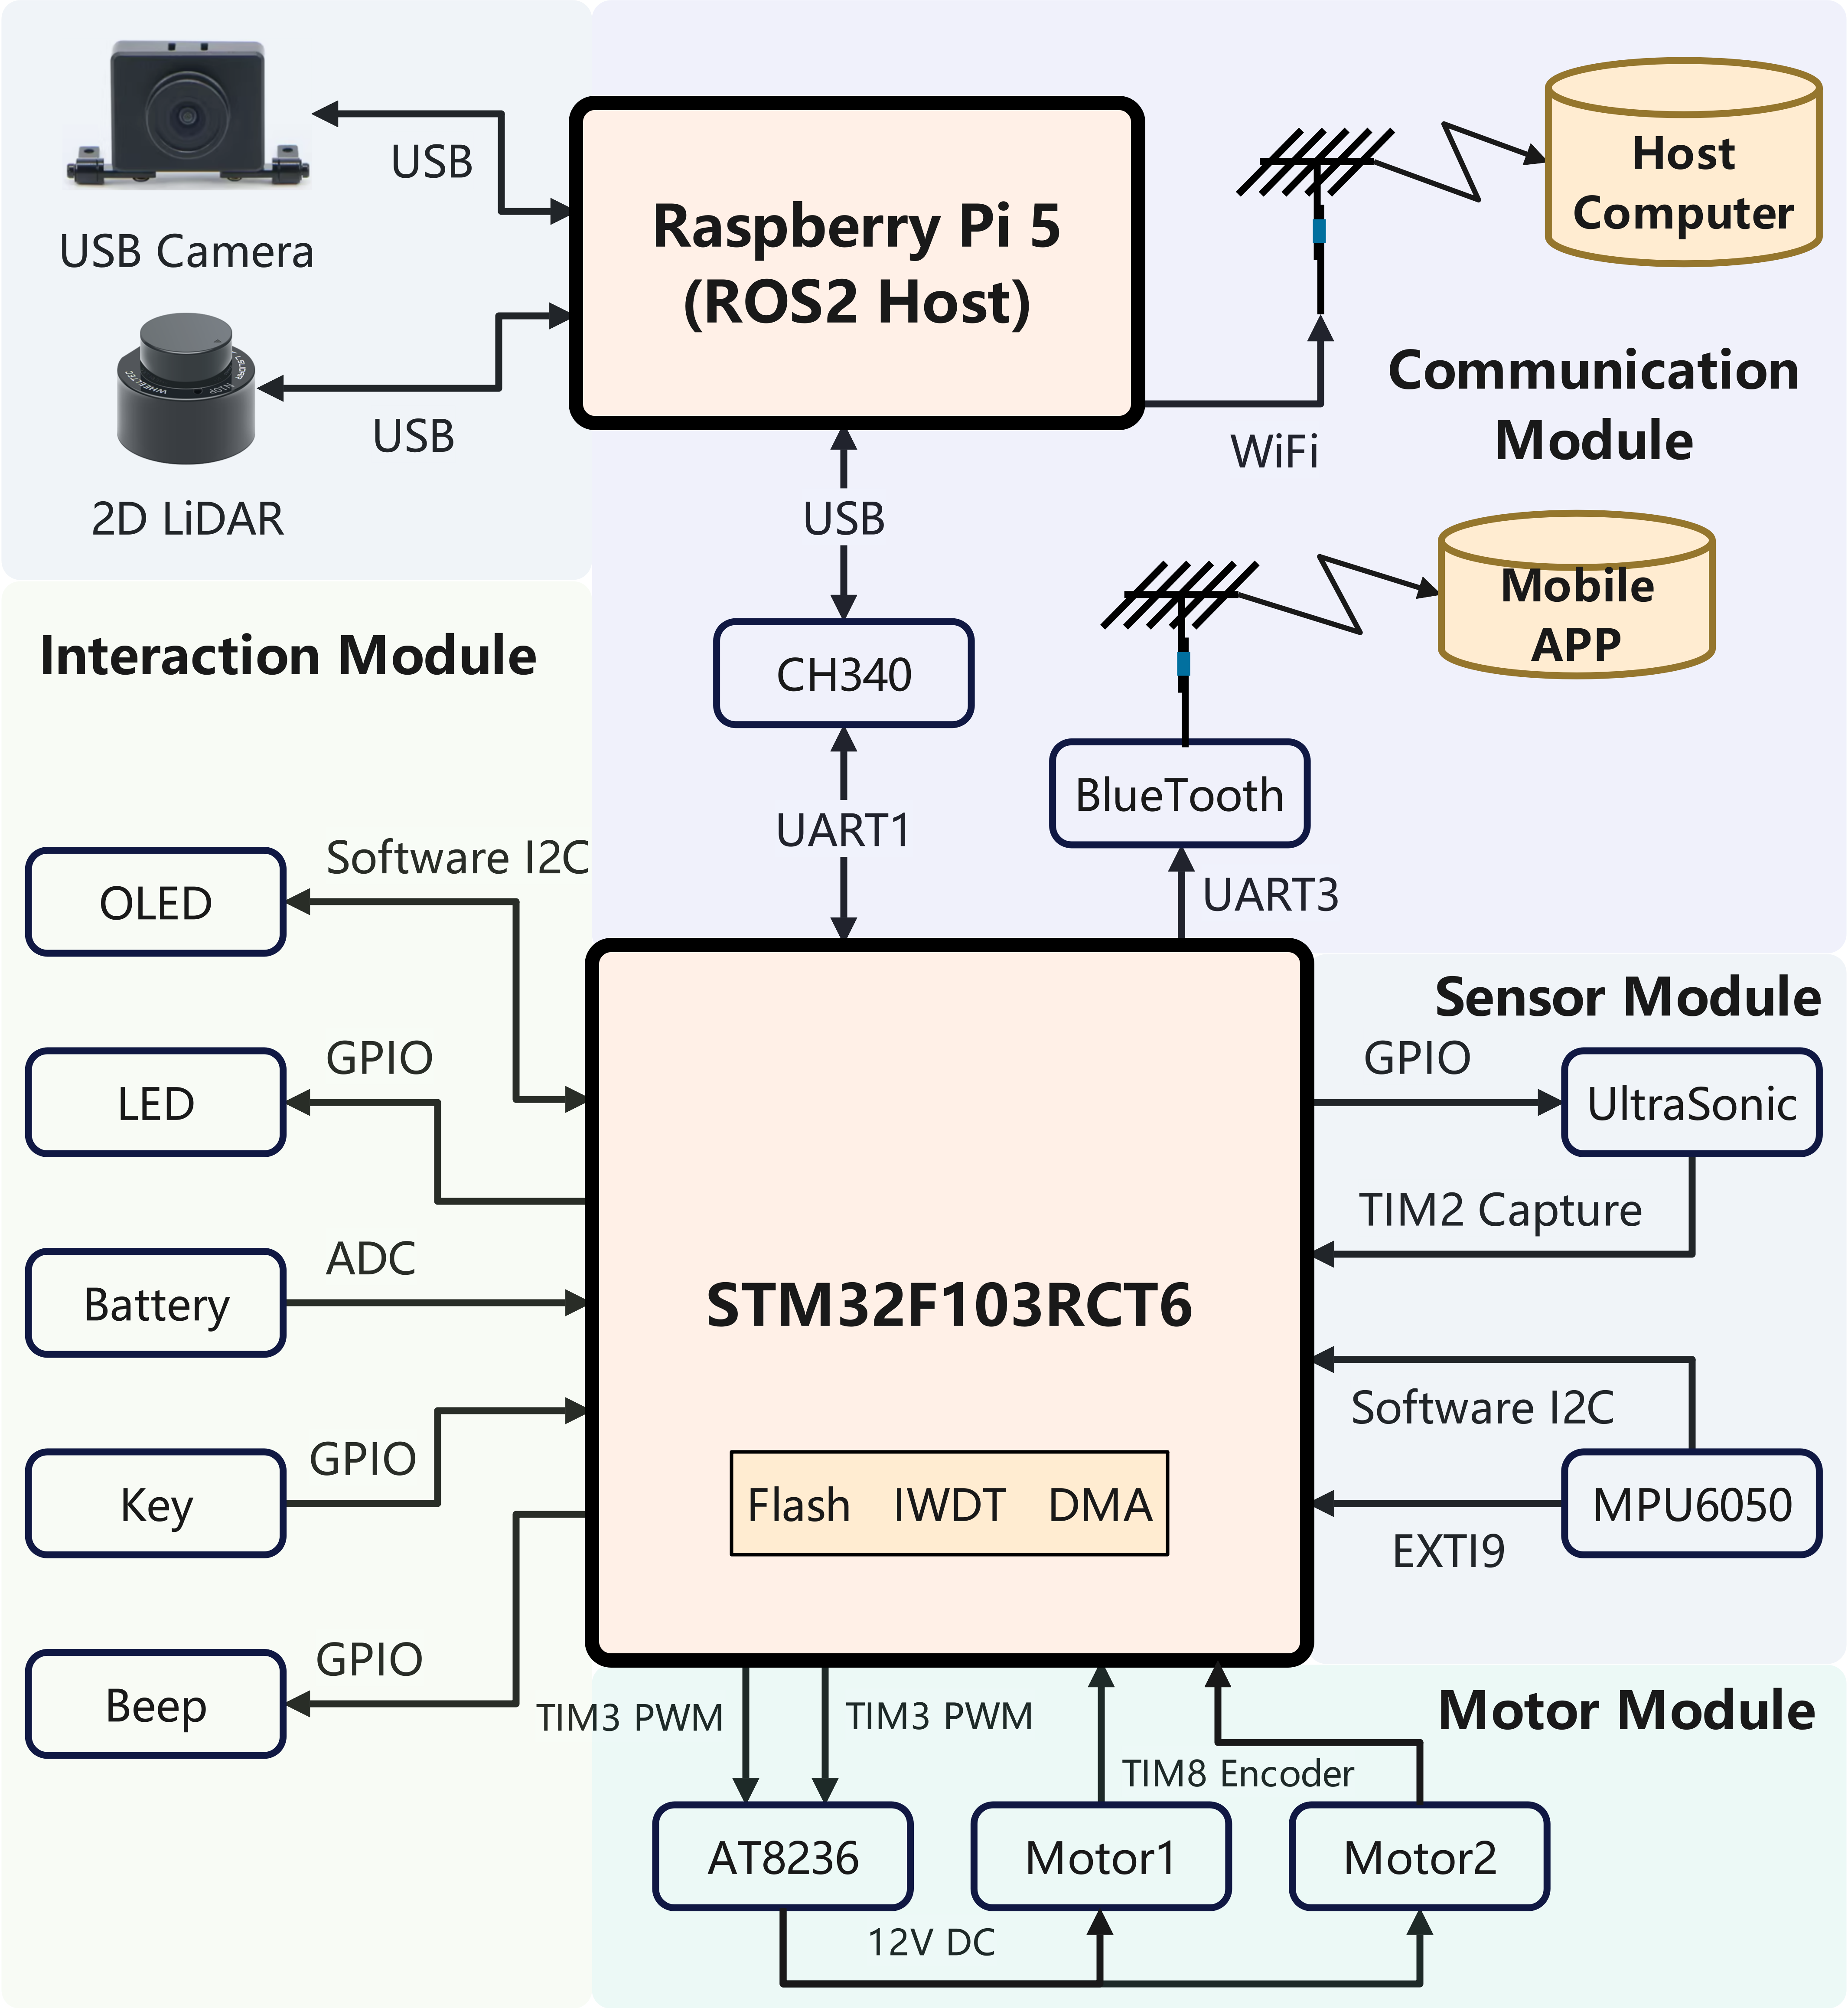 USB
USB Camera
USB
2D LiDAR
Raspberry Pi 5
(ROS2 Host)
Host
Computer
WiFi
Communication
Module
USB
CH340
UART1
Mobile
APP
BlueTooth
UART3
Interaction Module
Software I2C
OLED
GPIO
LED
ADC
Battery
GPIO
Key
GPIO
Beep
STM32F103RCT6
Flash IWDT DMA
Sensor Module
GPIO
UltraSonic
TIM2 Capture
Software I2C
MPU6050
EXTI9
Motor Module
TIM3 PWM
TIM3 PWM
TIM8 Encoder
AT8236
Motor1
Motor2
12V DC
WHEELTEC
N10P
LSLIDAR